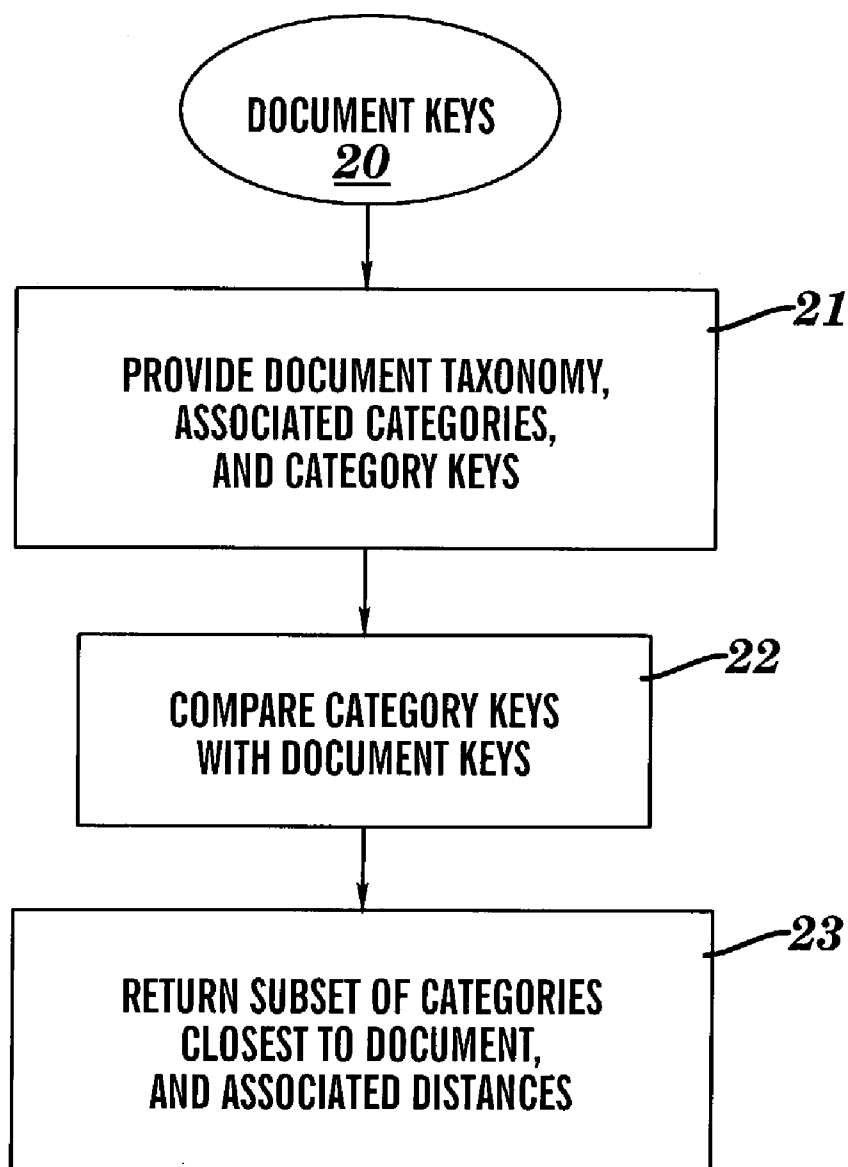 DOCUMENT KEYS
20
21
PROVIDE DOCUMENT TAXONOMY,
ASSOCIATED CATEGORIES,
AND CATEGORY KEYS
22
COMPARE CATEGORY KEYS
WITH DOCUMENT KEYS
23
RETURN SUBSET OF CATEGORIES
CLOSEST TO DOCUMENT,
AND ASSOCIATED DISTANCES